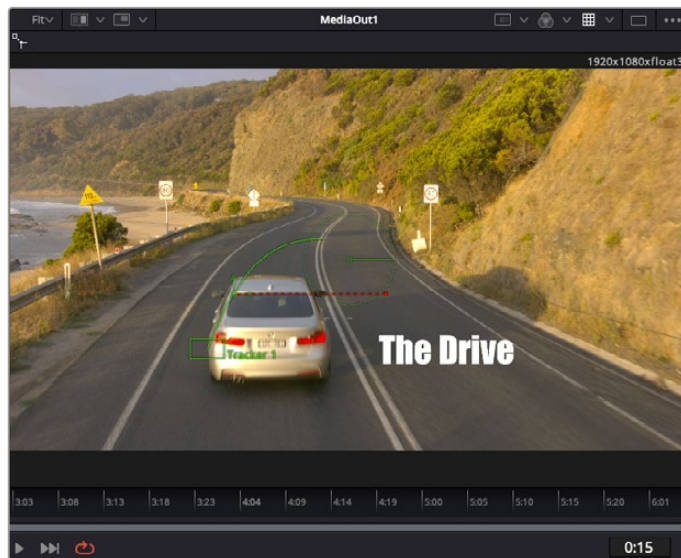 Fit MediaOut1
1920x1080xfloat3
Tracker 1
The Drive
3:03 3:08 3:13 3:18 3:23 4:04 4:09 4:14 4:19 5:00 5:05 5:10 5:15 5:20 6:01
0:15